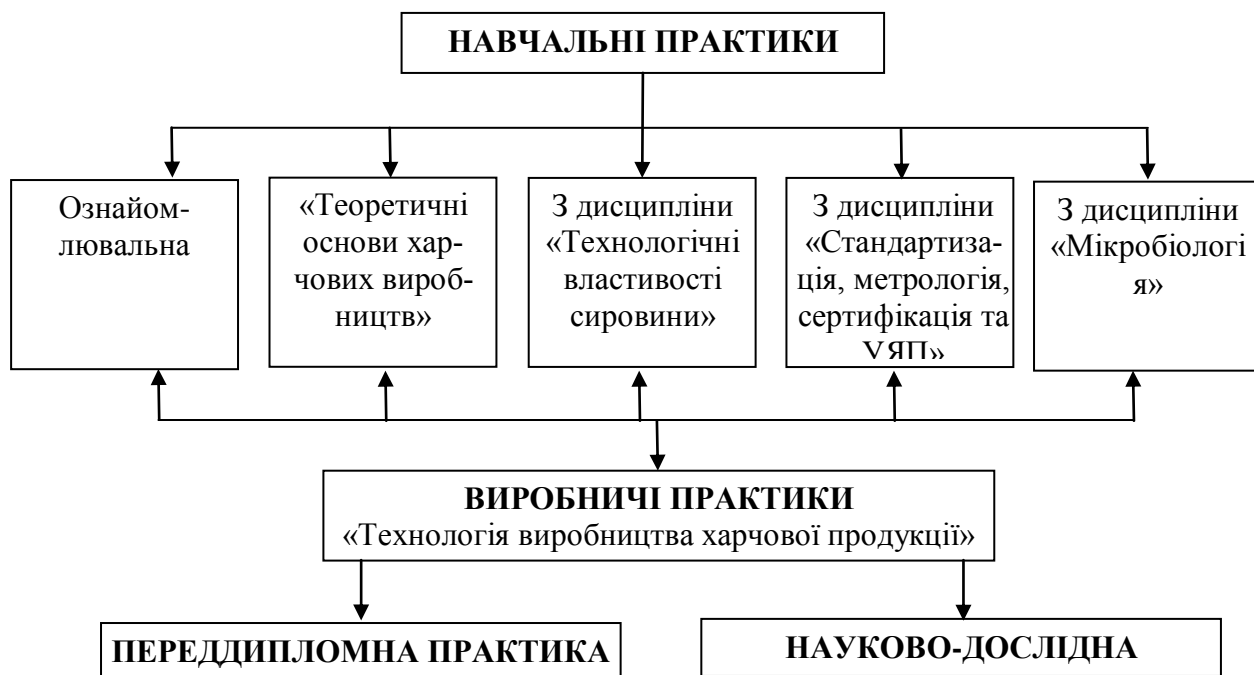 НАВЧАЛЬНІ ПРАКТИКИ
Ознайом-
лювальна
«Теоретичні
основи хар-
чових вироб-
ництв»
З дисципліни
«Технологічні
властивості
сировини»
З дисципліни
«Стандартиза-
ція, метрологія,
сертифікація та
УЯП»
З дисципліни
«Мікробіологі
я»
ВИРОБНИЧІ ПРАКТИКИ
«Технологія виробництва харчової продукції»
ПЕРЕДДИПЛОМНА ПРАКТИКА
НАУКОВО-ДОСЛІДНА